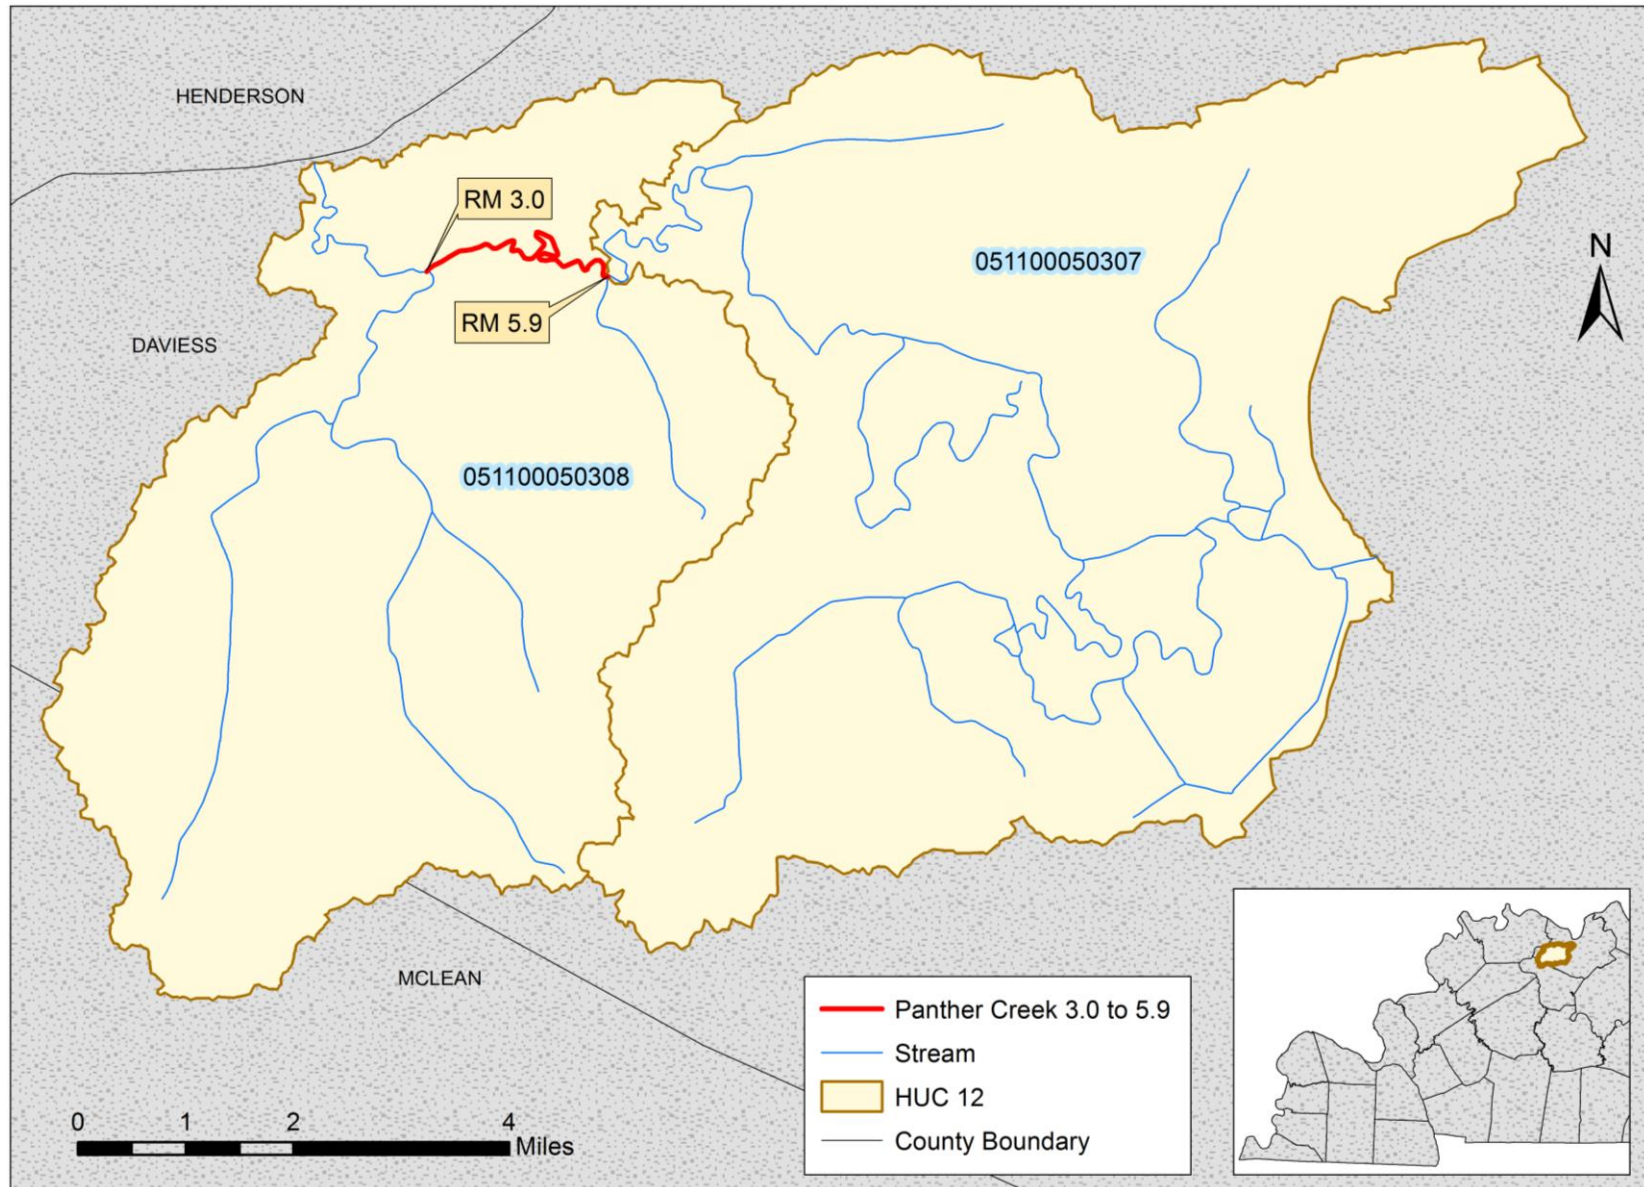 HENDERSON
RM 3.0
051100050307
N
RM 5.9
DAVIESS
051100050308
MCLEAN
Panther Creek 3.0 to 5.9
Stream
HUC 12
County Boundary
0 1 2 4
Miles